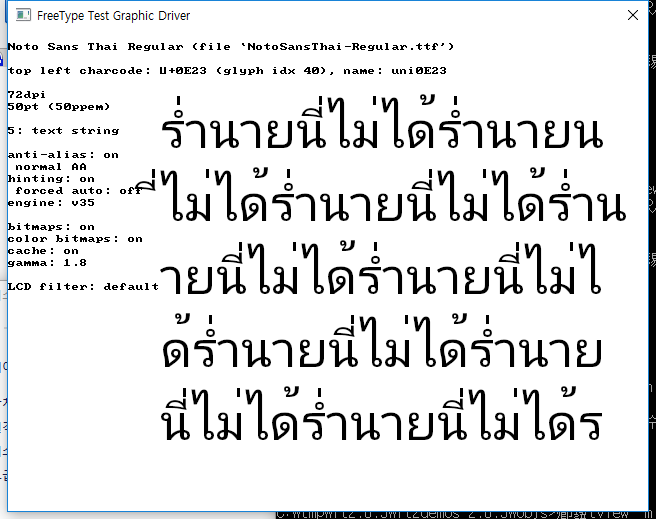 FreeType Test Graphic Driver
Noto Sans Thai Regular (file `NotoSansThai-Regular.ttf')
top left charcode: U+0E23 (glyph idx 40), name: uni0E23
72dpi
50pt (50ppem)
5: text string
anti-alias: on
normal AA
hinting: on
forced auto: off
engine: v35
bitmaps: on
color bitmaps: on
cache: on
gamma: 1.8
LCD filter: default
ร่ำนายนี่ไม่ได้ร่ำนายน
ี่ไม่ได้ร่ำนายนี่ไม่ได้ร่ำน
ายนี่ไม่ได้ร่ำนายนี่ไม่ไ
ด้ร่ำนายนี่ไม่ได้ร่ำนาย
นี่ไม่ได้ร่ำนายนี่ไม่ได้ร